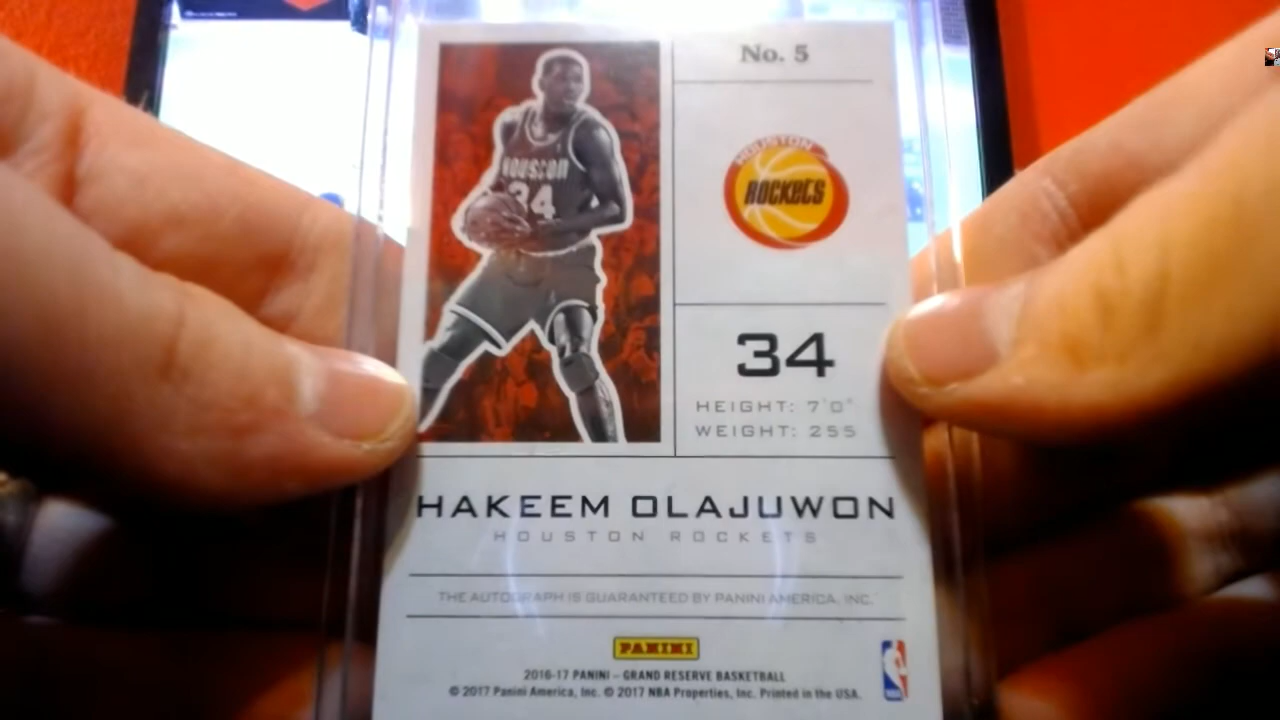 No. 5
HOUSTON
ROCKETS
HOUSTON
34
34
HEIGHT: 7'0"
WEIGHT: 255
HAKEEM OLAJUWON
HOUSTON ROCKETS
THE AUTOGRAPH IS GUARANTEED BY PANINI AMERICA, INC.
PANINI
2016-17 PANINI – GRAND RESERVE BASKETBALL
© 2017 Panini America, Inc. © 2017 NBA Properties, Inc. Printed in the USA.